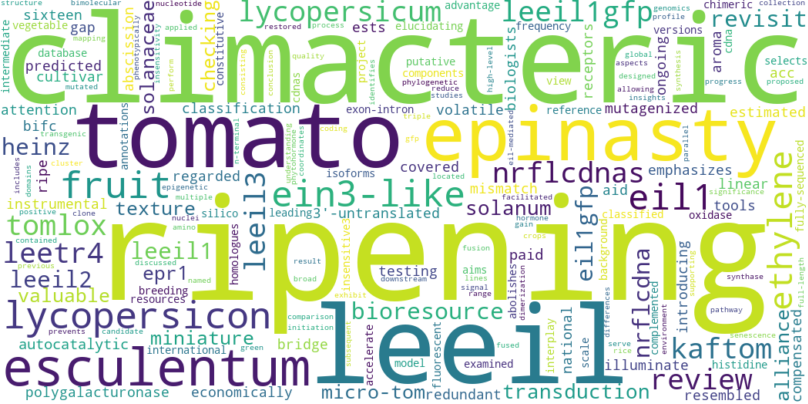 structure bimolecular nucleotide
sixteen solanaceae lycopersicum advantage leeil1gfp genomics chimeric collection
vegetable process frequency profile restored revisit
intermediate gap abscission phenotypically checking ests elucidating biologists versions aroma
climacteric
database mapping applied insensitivity constitutive project putative receptors global cdna selects
predicted mutated perform consisting conclusion quality cdnas components view aspects ongoing synthesis progress acc
cultivar identifies phylogenetic reduce studies high-level designed allowing insights proposed
attention classification volatile reference mutagenized estimated
bifc transgenic exon-intron
tomato epinasty
heinz annotations n-terminal understanding phytohormone coding gfp triple eil-mediated parallel
ripe isoforms covered nrflcdnas emphasizes
includes domains cluster regarded coordinates located mismatch aid linear significance
fruit epigenetic multiple ein3-like facilitated eil1 fully-sequenced
instrumental texture silico leading 3'-untranslated solanum hormone gain crops classified tools
positive clone nuclei amino homologues insensitive3 leeil3 eil1gfp background oxidase
tomlox contained previous leeil1 discussed named result broad testing fusion paid supporting ethylene full-length
ripening
leetr4 epr1 downstream aims lines signal range abolishes dimerization nrflcdna synthase
leeil2 breeding resources exhibit complemented environment introducing pathway
valuable candidate comparison initiation bioresource differences senescence
lycopersicon prevents bridge subsequent alliance compensated
autocatalytic miniature international green accelerate fused model fluorescent examined interplay national scale serve rice kaftom
esculentum leeil illuminate histidine
polygalacturonase economically micro-tom redundant transduction review resembled